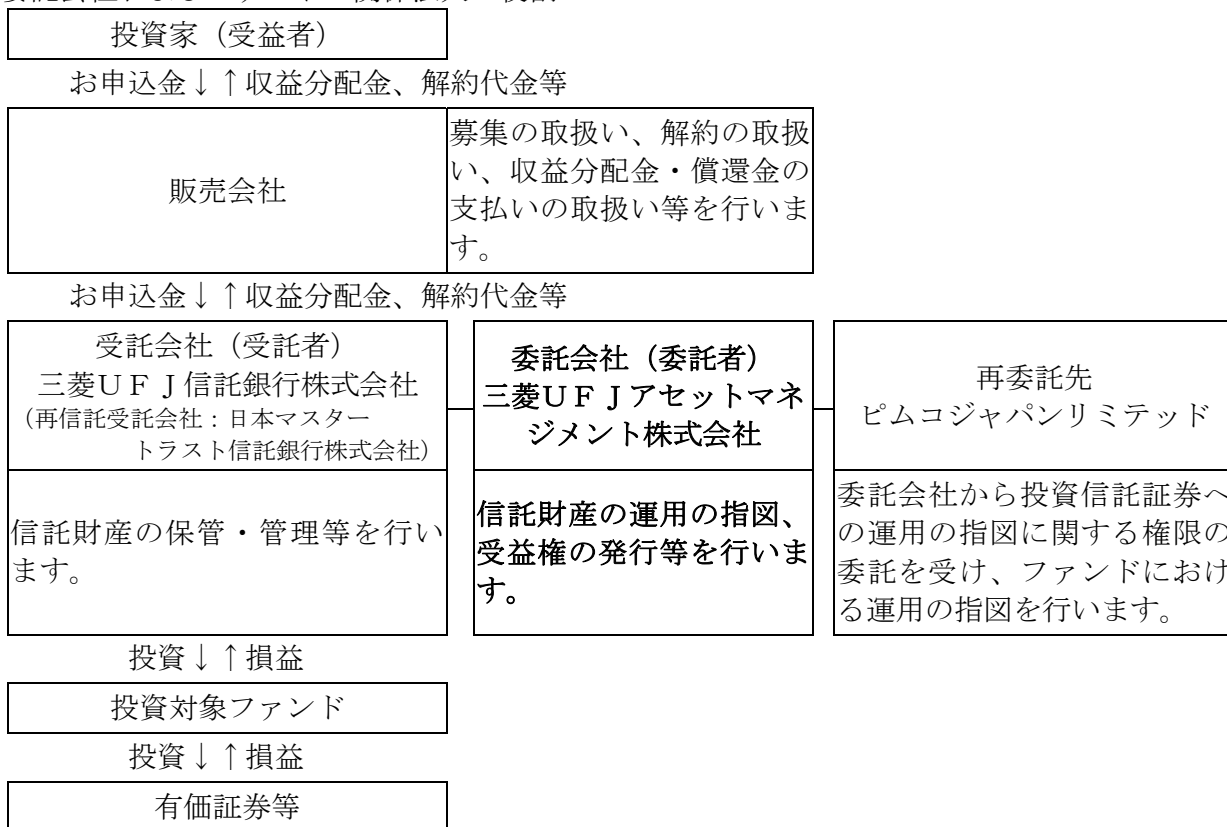 投資家（受益者）
お申込金↓↑収益分配金、解約代金等
販売会社
募集の取扱い、解約の取扱
い、収益分配金・償還金の
支払いの取扱い等を行いま
す。
お申込金↓↑収益分配金、解約代金等
受託会社（受託者）
三菱ＵＦＪ信託銀行株式会社
（再信託受託会社：日本マスター
トラスト信託銀行株式会社）
委託会社（委託者）
三菱ＵＦＪアセットマネ
ジメント株式会社
再委託先
ピムコジャパンリミテッド
信託財産の保管・管理等を行い
ます。
信託財産の運用の指図、
受益権の発行等を行いま
す。
委託会社から投資信託証券へ
の運用の指図に関する権限の
委託を受け、ファンドにおけ
る運用の指図を行います。
投資↓↑損益
投資対象ファンド
投資↓↑損益
有価証券等